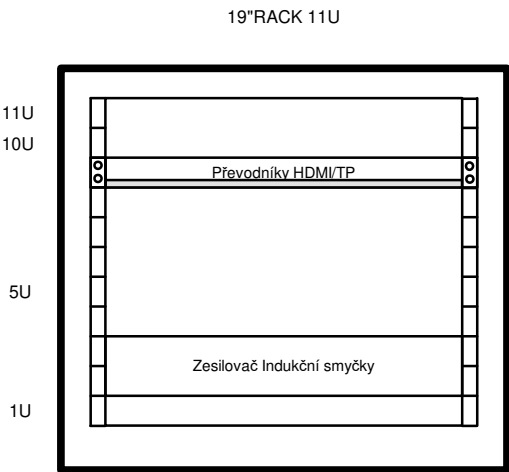 19"RACK 11U
11U
10U
Převodníky HDMI/TP
5U
Zesilovač Indukční smyčky
1U